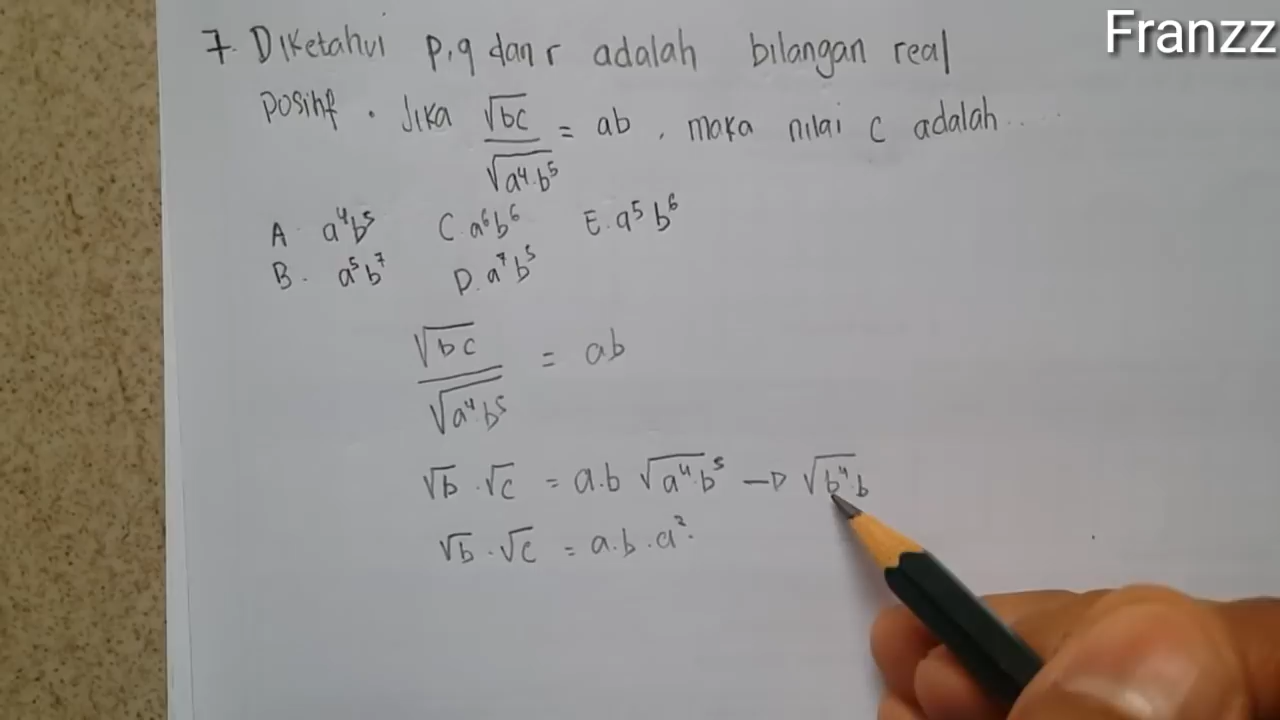 Franzz
7. Diketahui p,q dan r adalah bilangan real
positif. Jika √bc / √a⁴.b⁵ = ab, maka nilai c adalah.....
A. a⁴b⁵ C. a⁶b⁶ E. a⁵b⁶
B. a⁵b⁷ D. a⁷b⁵
√bc / √a⁴b⁵ = ab
√b . √c = a.b √a⁴.b⁵ → √b⁴b
√b . √c = a.b.a².